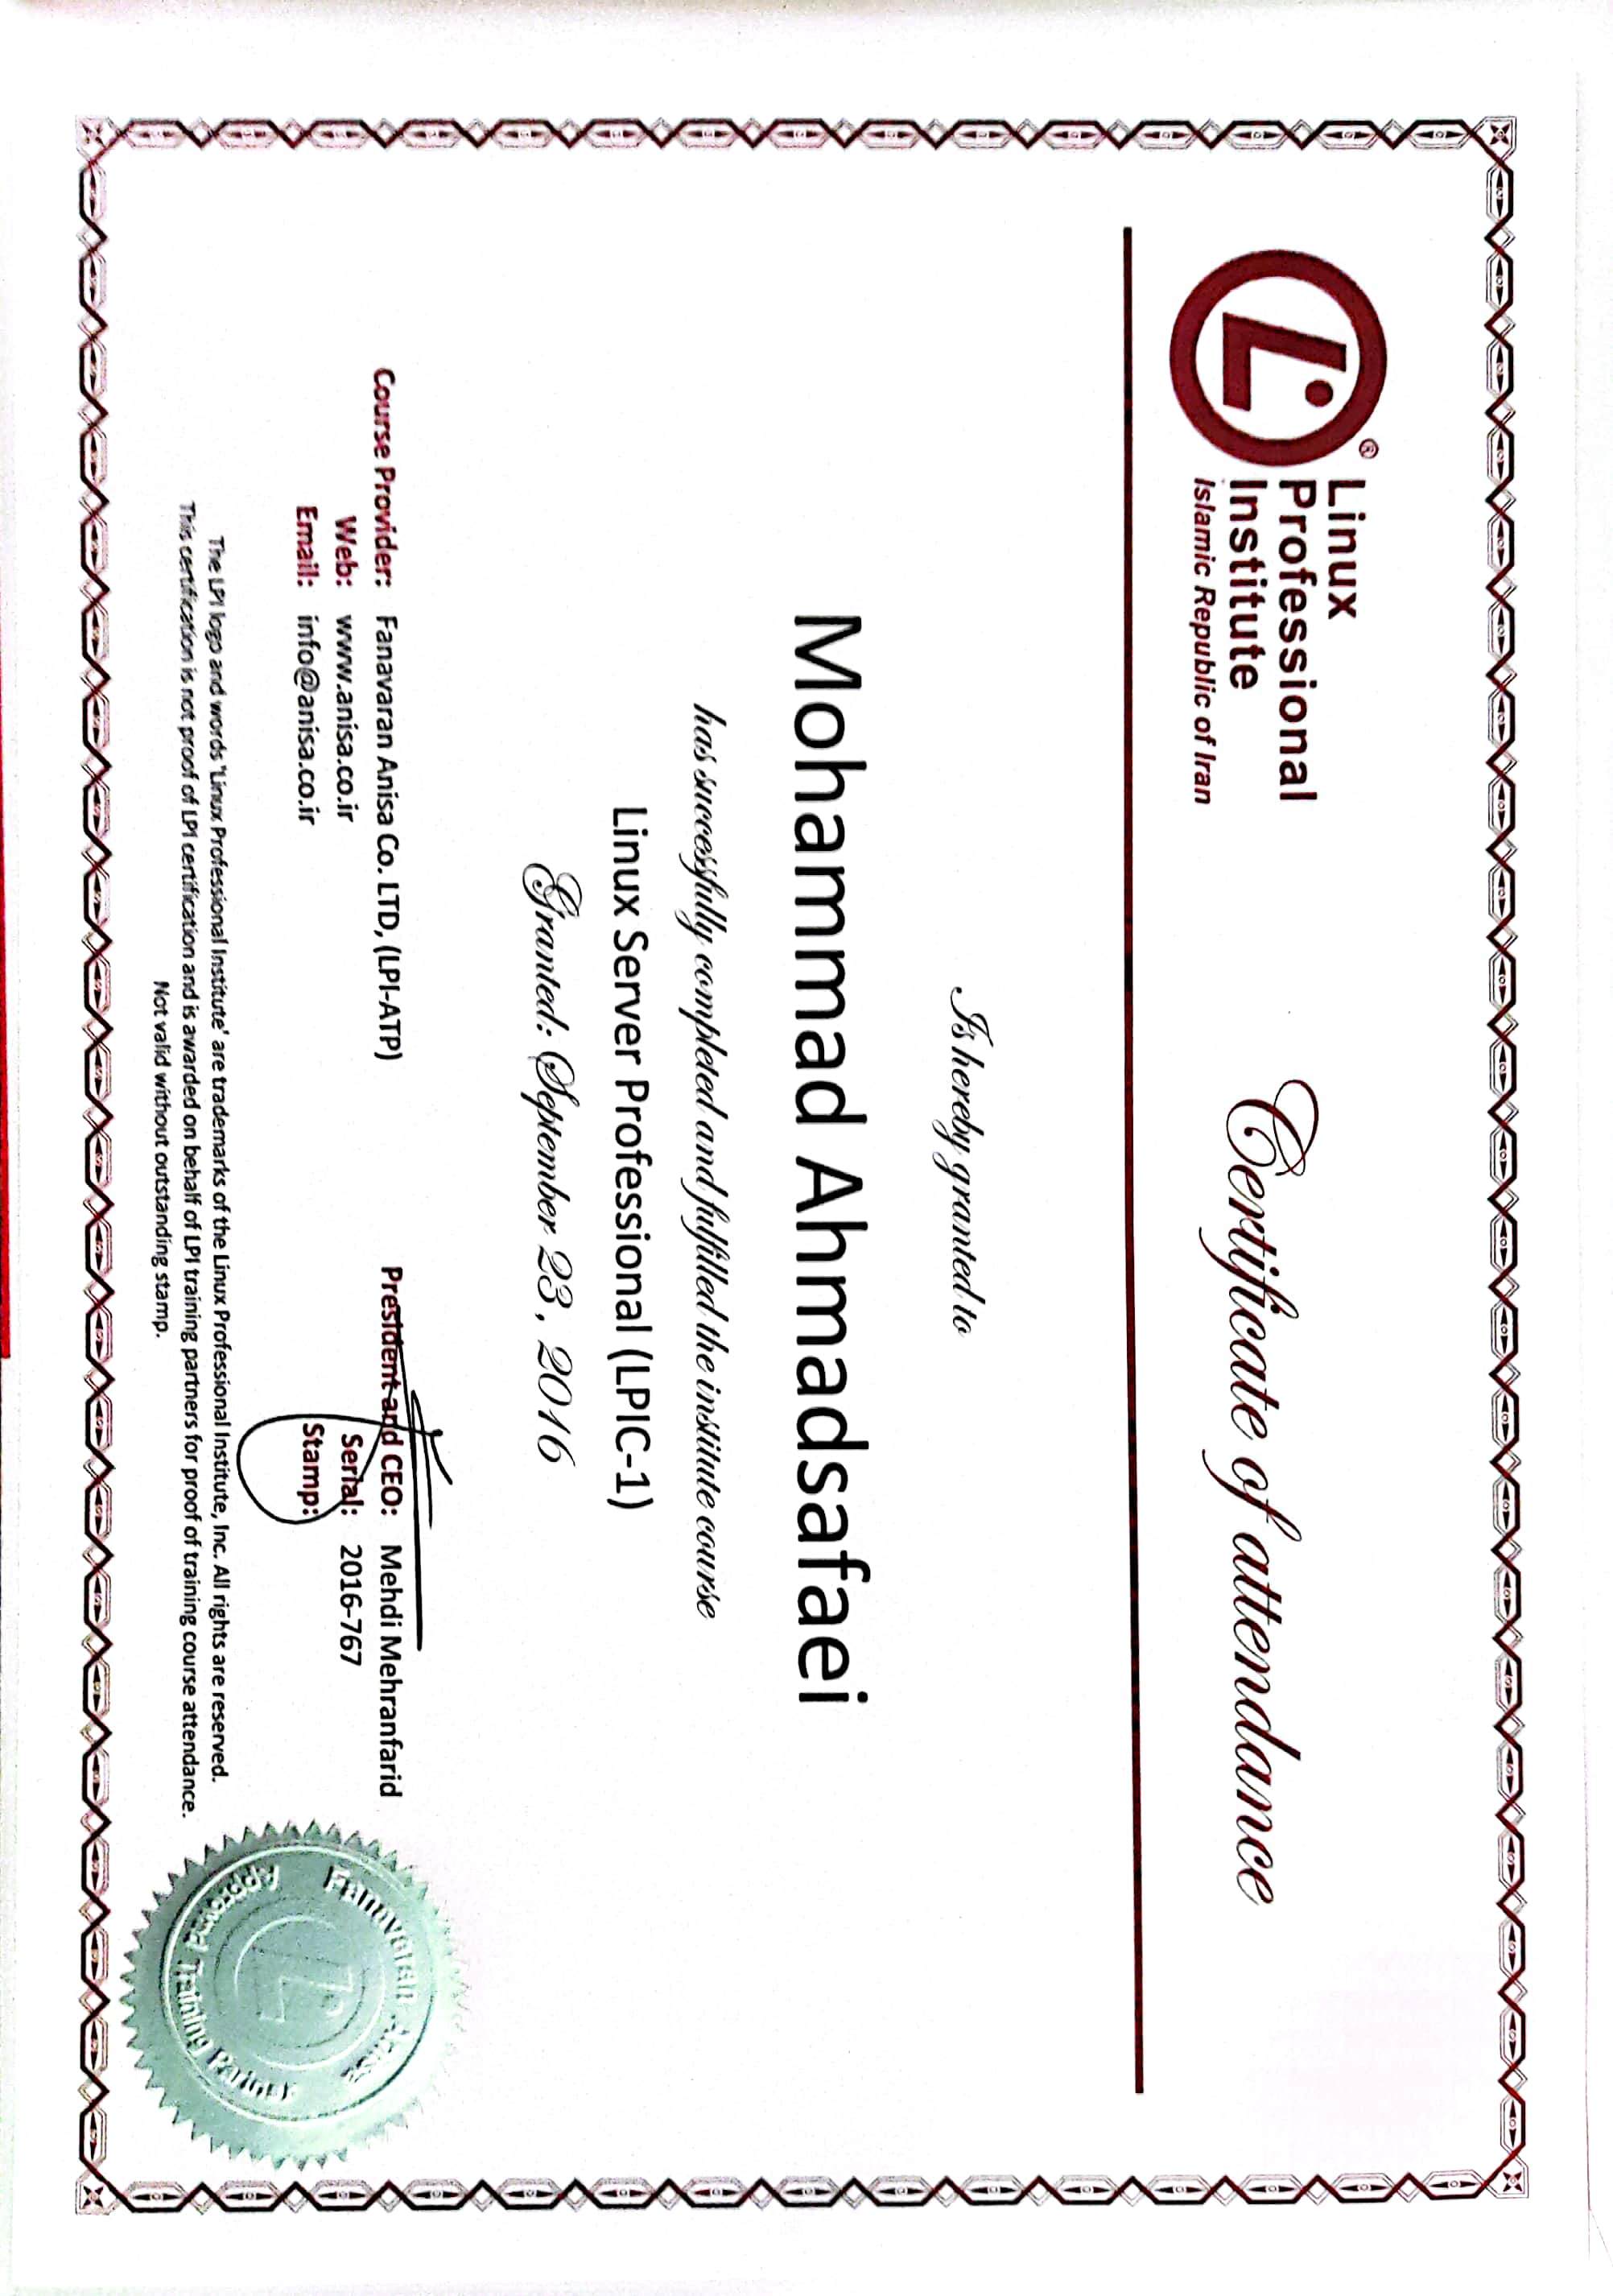 Linux
Professional
Institute
Islamic Republic of Iran
®
Certificate of attendance
Is hereby granted to
Mohammad Ahmadsafaei
has successfully completed and fulfilled the institute course
Linux Server Professional (LPIC-1)
Granted: September 23, 2016
Course Provider: Fanavaran Anisa Co. LTD, (LPI-ATP)
Web: www.anisa.co.ir
Email: info@anisa.co.ir
President and CEO: Mehdi Mehranfarid
Serial: 2016-767
Stamp:
The LPI logo and words 'Linux Professional Institute' are trademarks of the Linux Professional Institute, Inc. All rights are reserved.
This certification is not proof of LPI certification and is awarded on behalf of LPI training partners for proof of training course attendance.
Not valid without outstanding stamp.
Fanavaran Anisa
Training Partner